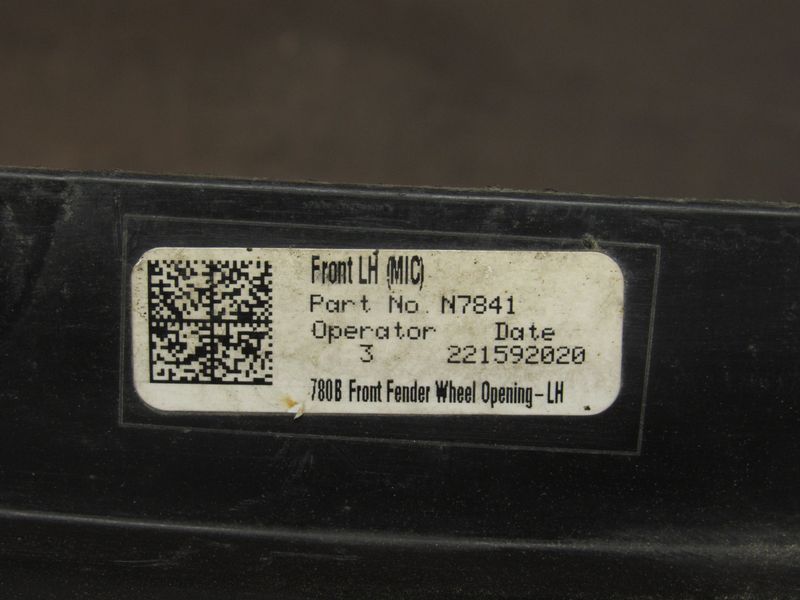 Front LH (MIC)
Part No. N7841
Operator Date
3 221592020
780B Front Fender Wheel Opening-LH